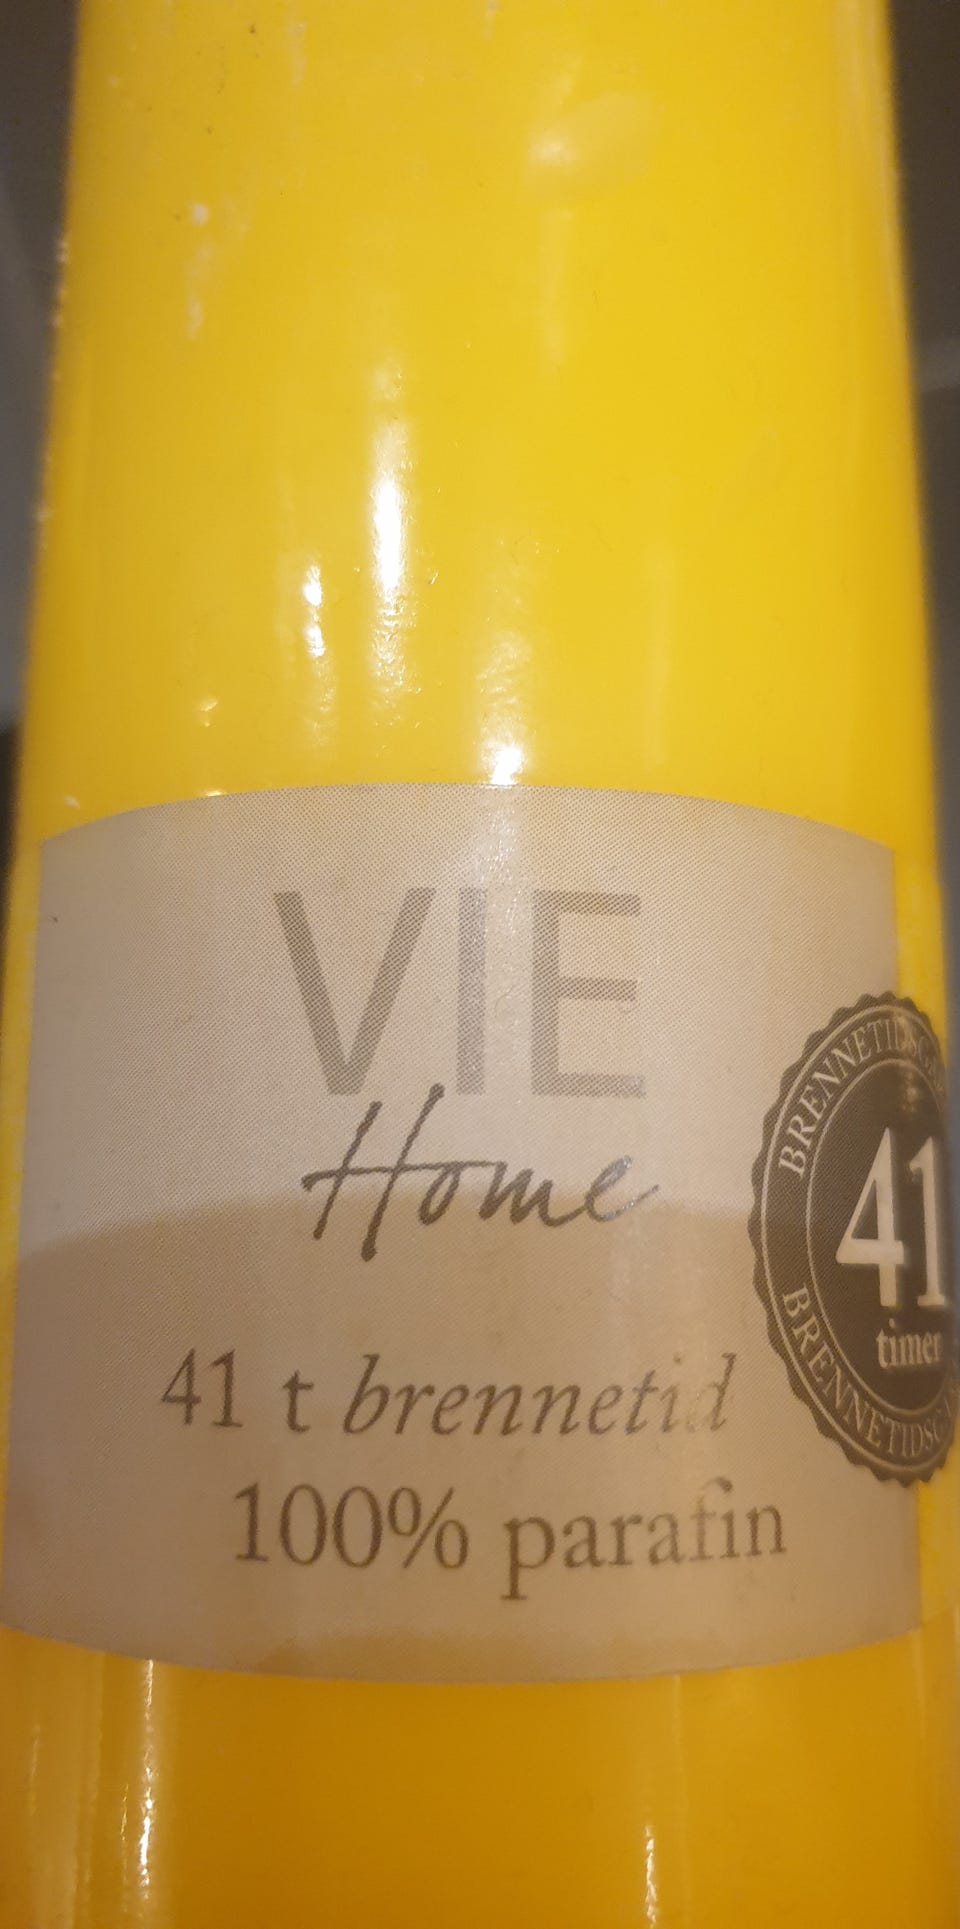 VIE
Home
41 t brennetid
100% parafin
41
timer